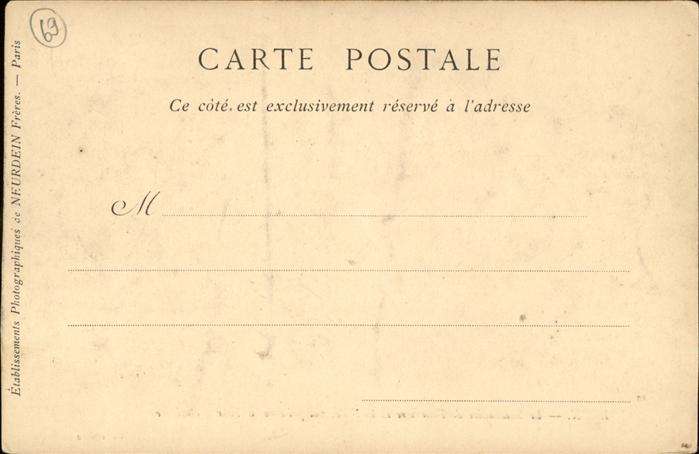 69
CARTE POSTALE
Ce côté est exclusivement réservé à l'adresse
M
Établissements Photographiques de NEURDEIN Frères. — Paris